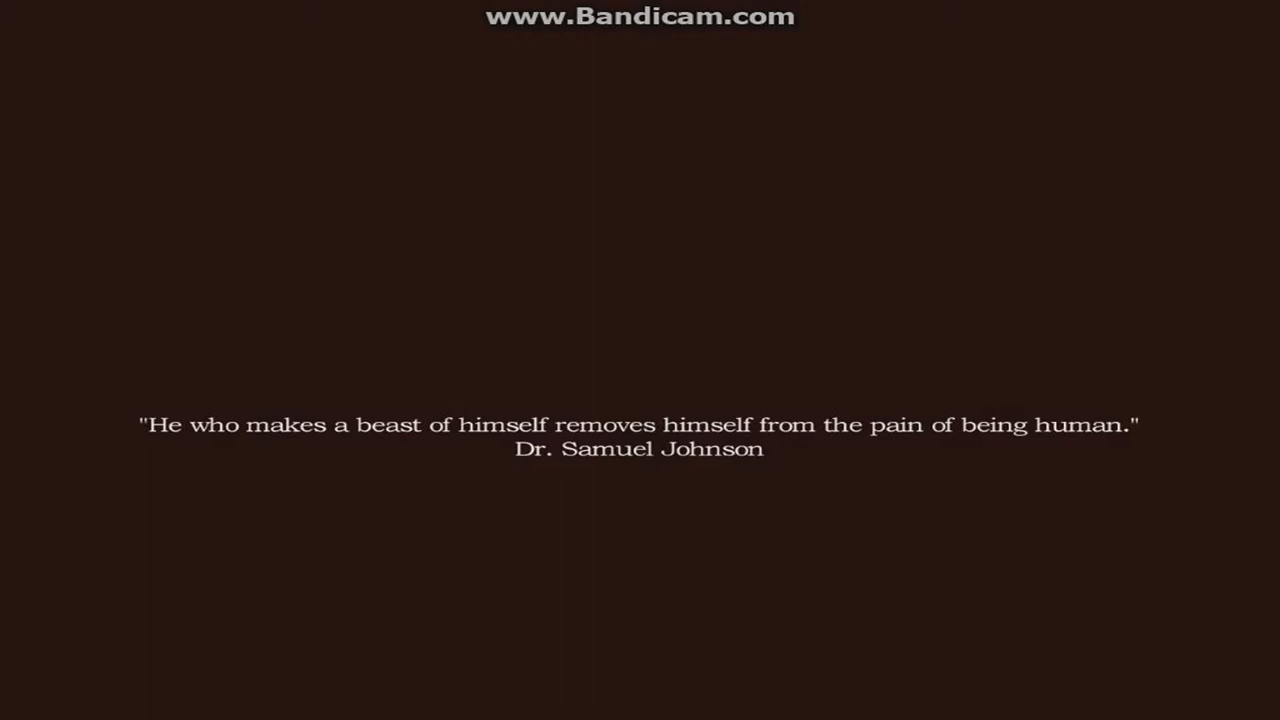 www.Bandicam.com
"He who makes a beast of himself removes himself from the pain of being human."
Dr. Samuel Johnson